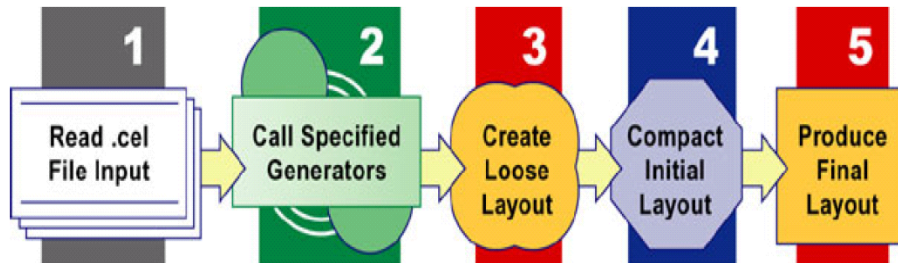 1
Read .cel
File Input
2
Call Specified
Generators
3
Create
Loose
Layout
4
Compact
Initial
Layout
5
Produce
Final
Layout